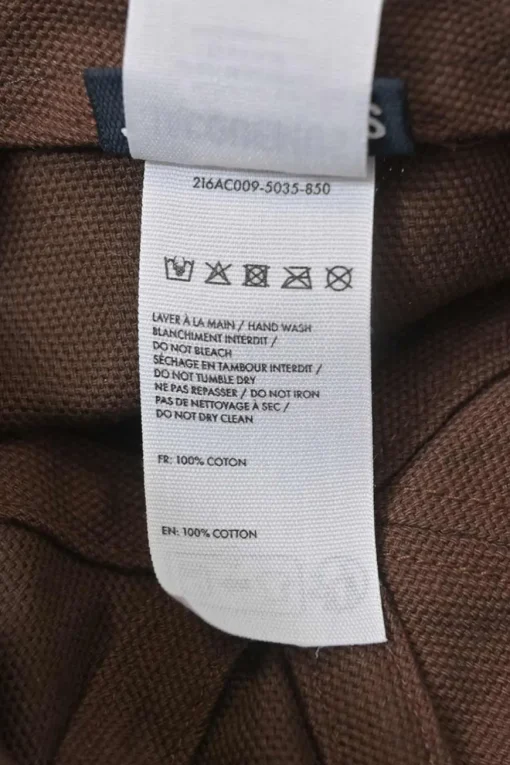 216AC009-5035-850
LAVER À LA MAIN / HAND WASH
BLANCHIMENT INTERDIT /
DO NOT BLEACH
SÉCHAGE EN TAMBOUR INTERDIT /
DO NOT TUMBLE DRY
NE PAS REPASSER / DO NOT IRON
PAS DE NETTOYAGE À SEC /
DO NOT DRY CLEAN
FR: 100% COTON
EN: 100% COTTON